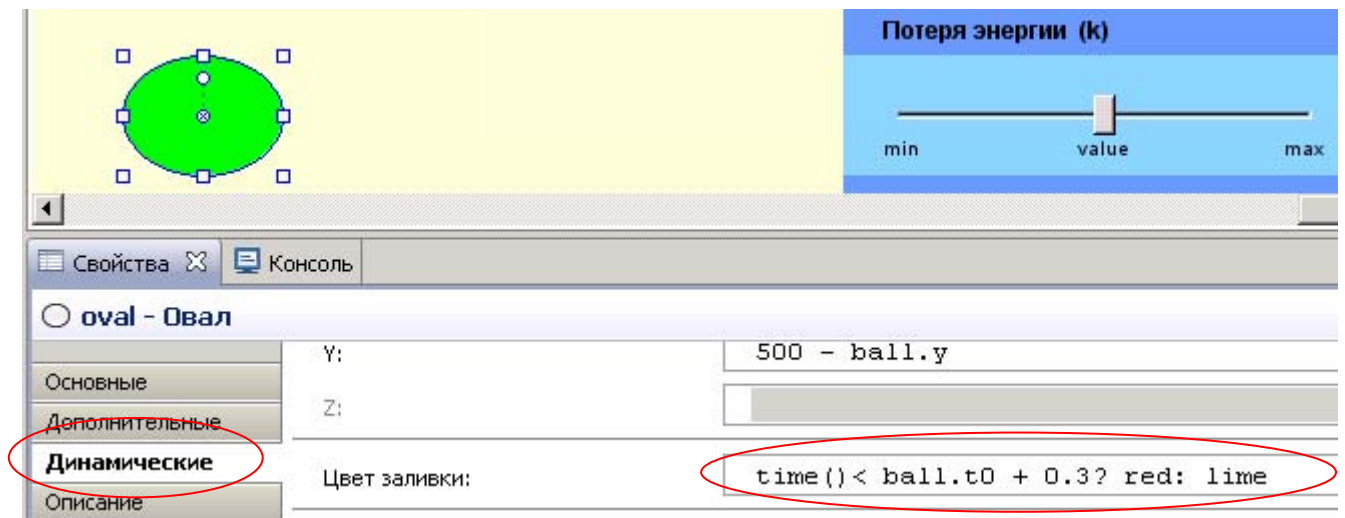 Потеря энергии (k)
min value max
Свойства Консоль
oval - Овал
Y: 500 - ball.y
Основные
Z:
Дополнительные
Динамические
Цвет заливки: time()< ball.t0 + 0.3? red: lime
Описание